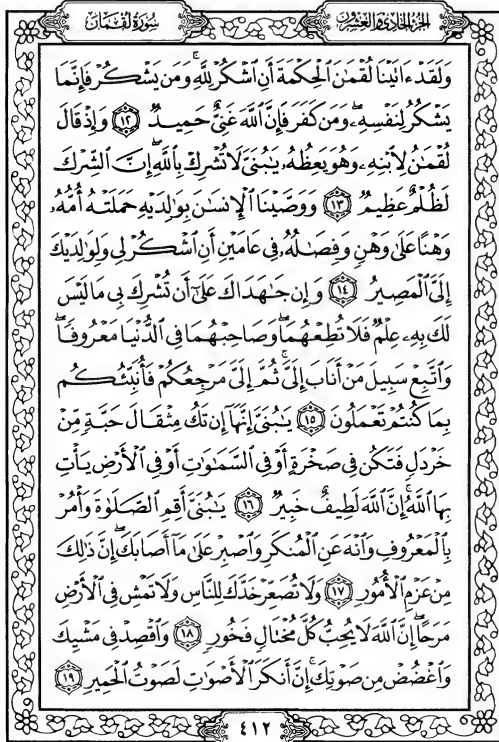 الجزء الحادي والعشرون
سورة لقمان
وَلَقَدْ ءَاتَيْنَا لُقْمَٰنَ ٱلْحِكْمَةَ أَنِ ٱشْكُرْ لِلَّهِ ۚ وَمَن يَشْكُرْ فَإِنَّمَا
يَشْكُرُ لِنَفْسِهِۦ ۖ وَمَن كَفَرَ فَإِنَّ ٱللَّهَ غَنِىٌّ حَمِيدٌ ١٢ وَإِذْ قَالَ
لُقْمَٰنُ لِٱبْنِهِۦ وَهُوَ يَعِظُهُۥ يَٰبُنَىَّ لَا تُشْرِكْ بِٱللَّهِ ۖ إِنَّ ٱلشِّرْكَ
لَظُلْمٌ عَظِيمٌ ١٣ وَوَصَّيْنَا ٱلْإِنسَٰنَ بِوَٰلِدَيْهِ حَمَلَتْهُ أُمُّهُۥ
وَهْنًا عَلَىٰ وَهْنٍ وَفِصَٰلُهُۥ فِى عَامَيْنِ أَنِ ٱشْكُرْ لِى وَلِوَٰلِدَيْكَ
إِلَىَّ ٱلْمَصِيرُ ١٤ وَإِن جَٰهَدَاكَ عَلَىٰٓ أَن تُشْرِكَ بِى مَا لَيْسَ
لَكَ بِهِۦ عِلْمٌ فَلَا تُطِعْهُمَا ۖ وَصَاحِبْهُمَا فِى ٱلدُّنْيَا مَعْرُوفًا ۖ
وَٱتَّبِعْ سَبِيلَ مَنْ أَنَابَ إِلَىَّ ۚ ثُمَّ إِلَىَّ مَرْجِعُكُمْ فَأُنَبِّئُكُم
بِمَا كُنتُمْ تَعْمَلُونَ ١٥ يَٰبُنَىَّ إِنَّهَآ إِن تَكُ مِثْقَالَ حَبَّةٍ مِّنْ
خَرْدَلٍ فَتَكُن فِى صَخْرَةٍ أَوْ فِى ٱلسَّمَٰوَٰتِ أَوْ فِى ٱلْأَرْضِ يَأْتِ
بِهَا ٱللَّهُ ۚ إِنَّ ٱللَّهَ لَطِيفٌ خَبِيرٌ ١٦ يَٰبُنَىَّ أَقِمِ ٱلصَّلَوٰةَ وَأْمُرْ
بِٱلْمَعْرُوفِ وَٱنْهَ عَنِ ٱلْمُنكَرِ وَٱصْبِرْ عَلَىٰ مَآ أَصَابَكَ ۖ إِنَّ ذَٰلِكَ
مِنْ عَزْمِ ٱلْأُمُورِ ١٧ وَلَا تُصَعِّرْ خَدَّكَ لِلنَّاسِ وَلَا تَمْشِ فِى ٱلْأَرْضِ
مَرَحًا ۖ إِنَّ ٱللَّهَ لَا يُحِبُّ كُلَّ مُخْتَالٍ فَخُورٍ ١٨ وَٱقْصِدْ فِى مَشْيِكَ
وَٱغْضُضْ مِن صَوْتِكَ ۚ إِنَّ أَنكَرَ ٱلْأَصْوَٰتِ لَصَوْتُ ٱلْحَمِيرِ ١٩
٤١٢